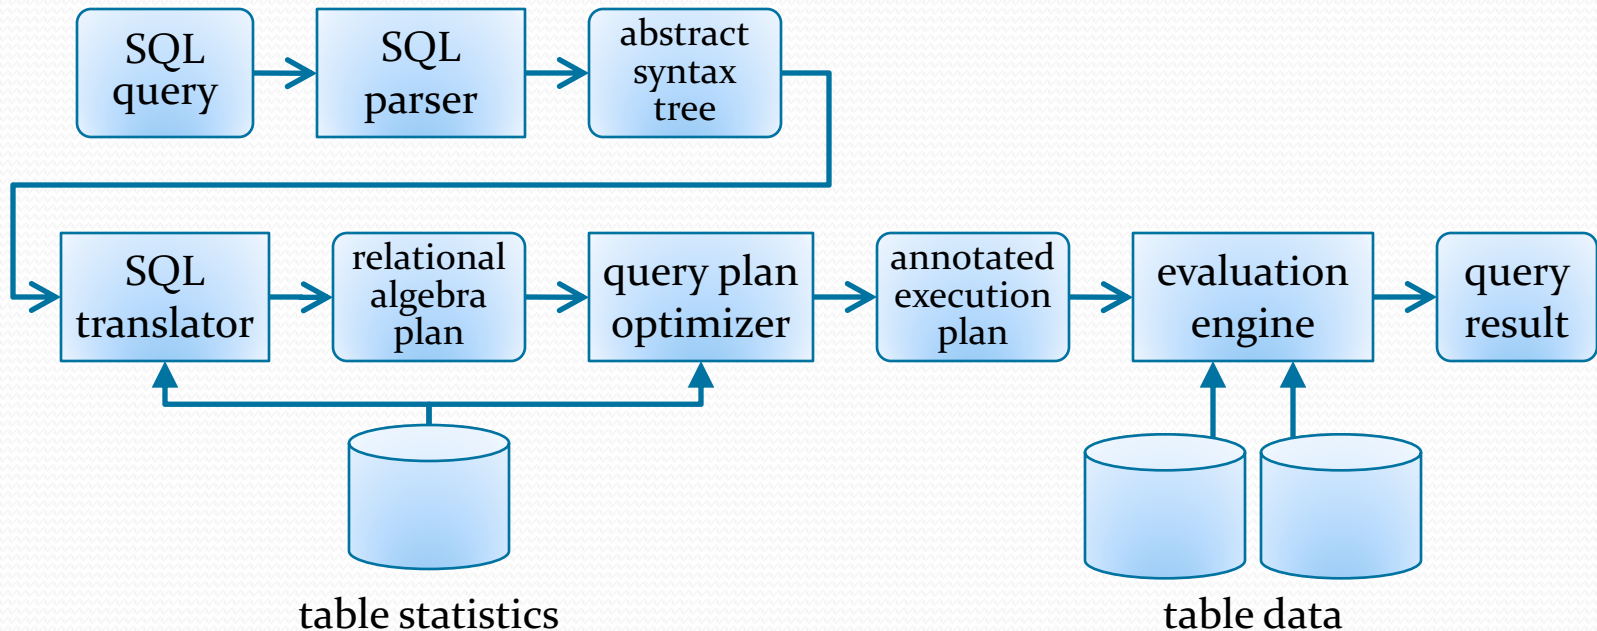 SQL
query
SQL
parser
abstract
syntax
tree
SQL
translator
relational
algebra
plan
query plan
optimizer
annotated
execution
plan
evaluation
engine
query
result
table statistics
table data